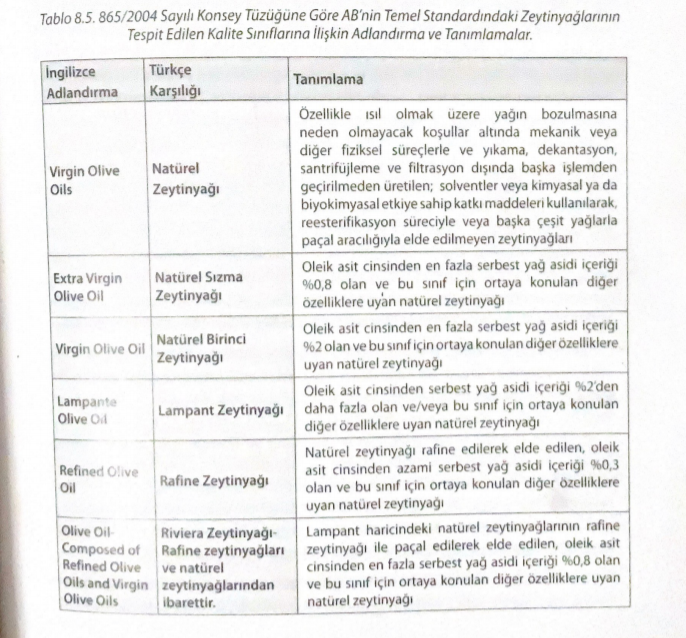 Tablo 8.5. 865/2004 Sayılı Konsey Tüzüğüne Göre AB'nin Temel Standardındaki Zeytinyağlarının
Tespit Edilen Kalite Sınıflarına İlişkin Adlandırma ve Tanımlamalar.
İngilizce
Adlandırma
Türkçe
Karşılığı
Tanımlama
Virgin Olive
Oils
Natürel
Zeytinyağı
Özellikle ısıl olmak üzere yağın bozulmasına
neden olmayacak koşullar altında mekanik veya
diğer fiziksel süreçlerle ve yıkama, dekantasyon,
santrifüjleme ve filtrasyon dışında başka işlemden
geçirilmeden üretilen; solventler veya kimyasal ya da
biyokimyasal etkiye sahip katkı maddeleri kullanılarak,
reesterifikasyon süreciyle veya başka çeşit yağlarla
paçal aracılığıyla elde edilmeyen zeytinyağları
Extra Virgin
Olive Oil
Natürel Sızma
Zeytinyağı
Oleik asit cinsinden en fazla serbest yağ asidi içeriği
%0,8 olan ve bu sınıf için ortaya konulan diğer
özelliklere uyan natürel zeytinyağı
Virgin Olive Oil
Natürel Birinci
Zeytinyağı
Oleik asit cinsinden en fazla serbest yağ asidi içeriği
%2 olan ve bu sınıf için ortaya konulan diğer özelliklere
uyan natürel zeytinyağı
Lampante
Olive Oil
Lampant Zeytinyağı
Oleik asit cinsinden serbest yağ asidi içeriği %2'den
daha fazla olan ve/veya bu sınıf için ortaya konulan
diğer özelliklere uyan natürel zeytinyağı
Refined Olive
Oil
Rafine Zeytinyağı
Natürel zeytinyağı rafine edilerek elde edilen, oleik
asit cinsinden azami serbest yağ asidi içeriği %0,3
olan ve bu sınıf için ortaya konulan diğer özelliklere
uyan natürel zeytinyağı
Olive Oil-
Composed of
Refined Olive
Oils and Virgin
Olive Oils
Riviera Zeytinyağı-
Rafine zeytinyağları
ve natürel
zeytinyağlarından
ibarettir.
Lampant haricindeki natürel zeytinyağlarının rafine
zeytinyağı ile paçal edilerek elde edilen, oleik asit
cinsinden en fazla serbest yağ asidi içeriği %0,8 olan
ve bu sınıf için ortaya konulan diğer özelliklere uyan
natürel zeytinyağı